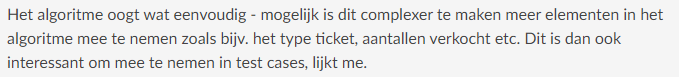 Het algoritme oogt wat eenvoudig - mogelijk is dit complexer te maken meer elementen in het
algoritme mee te nemen zoals bijv. het type ticket, aantallen verkocht etc. Dit is dan ook
interessant om mee te nemen in test cases, lijkt me.